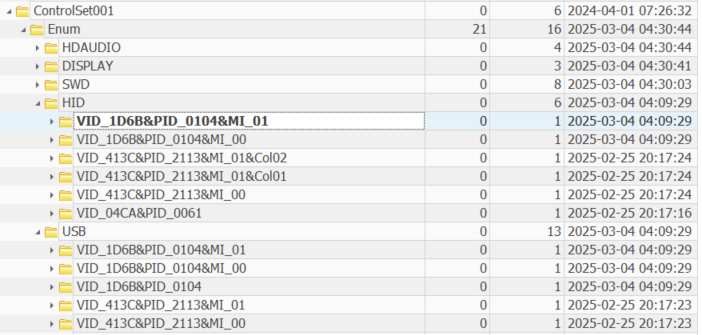 ControlSet001 0 6 2024-04-01 07:26:32
Enum 21 16 2025-03-04 04:30:44
HDAUDIO 0 4 2025-03-04 04:30:44
DISPLAY 0 3 2025-03-04 04:30:41
SWD 0 8 2025-03-04 04:30:03
HID 0 6 2025-03-04 04:09:29
VID_1D6B&PID_0104&MI_01 0 1 2025-03-04 04:09:29
VID_1D6B&PID_0104&MI_00 0 1 2025-03-04 04:09:29
VID_413C&PID_2113&MI_01&Col02 0 1 2025-02-25 20:17:24
VID_413C&PID_2113&MI_01&Col01 0 1 2025-02-25 20:17:24
VID_413C&PID_2113&MI_00 0 1 2025-02-25 20:17:24
VID_04CA&PID_0061 0 1 2025-02-25 20:17:16
USB 0 13 2025-03-04 04:09:29
VID_1D6B&PID_0104&MI_01 0 1 2025-03-04 04:09:29
VID_1D6B&PID_0104&MI_00 0 1 2025-03-04 04:09:29
VID_1D6B&PID_0104 0 1 2025-03-04 04:09:29
VID_413C&PID_2113&MI_01 0 1 2025-02-25 20:17:23
VID_413C&PID_2113&MI_00 0 1 2025-02-25 20:17:23